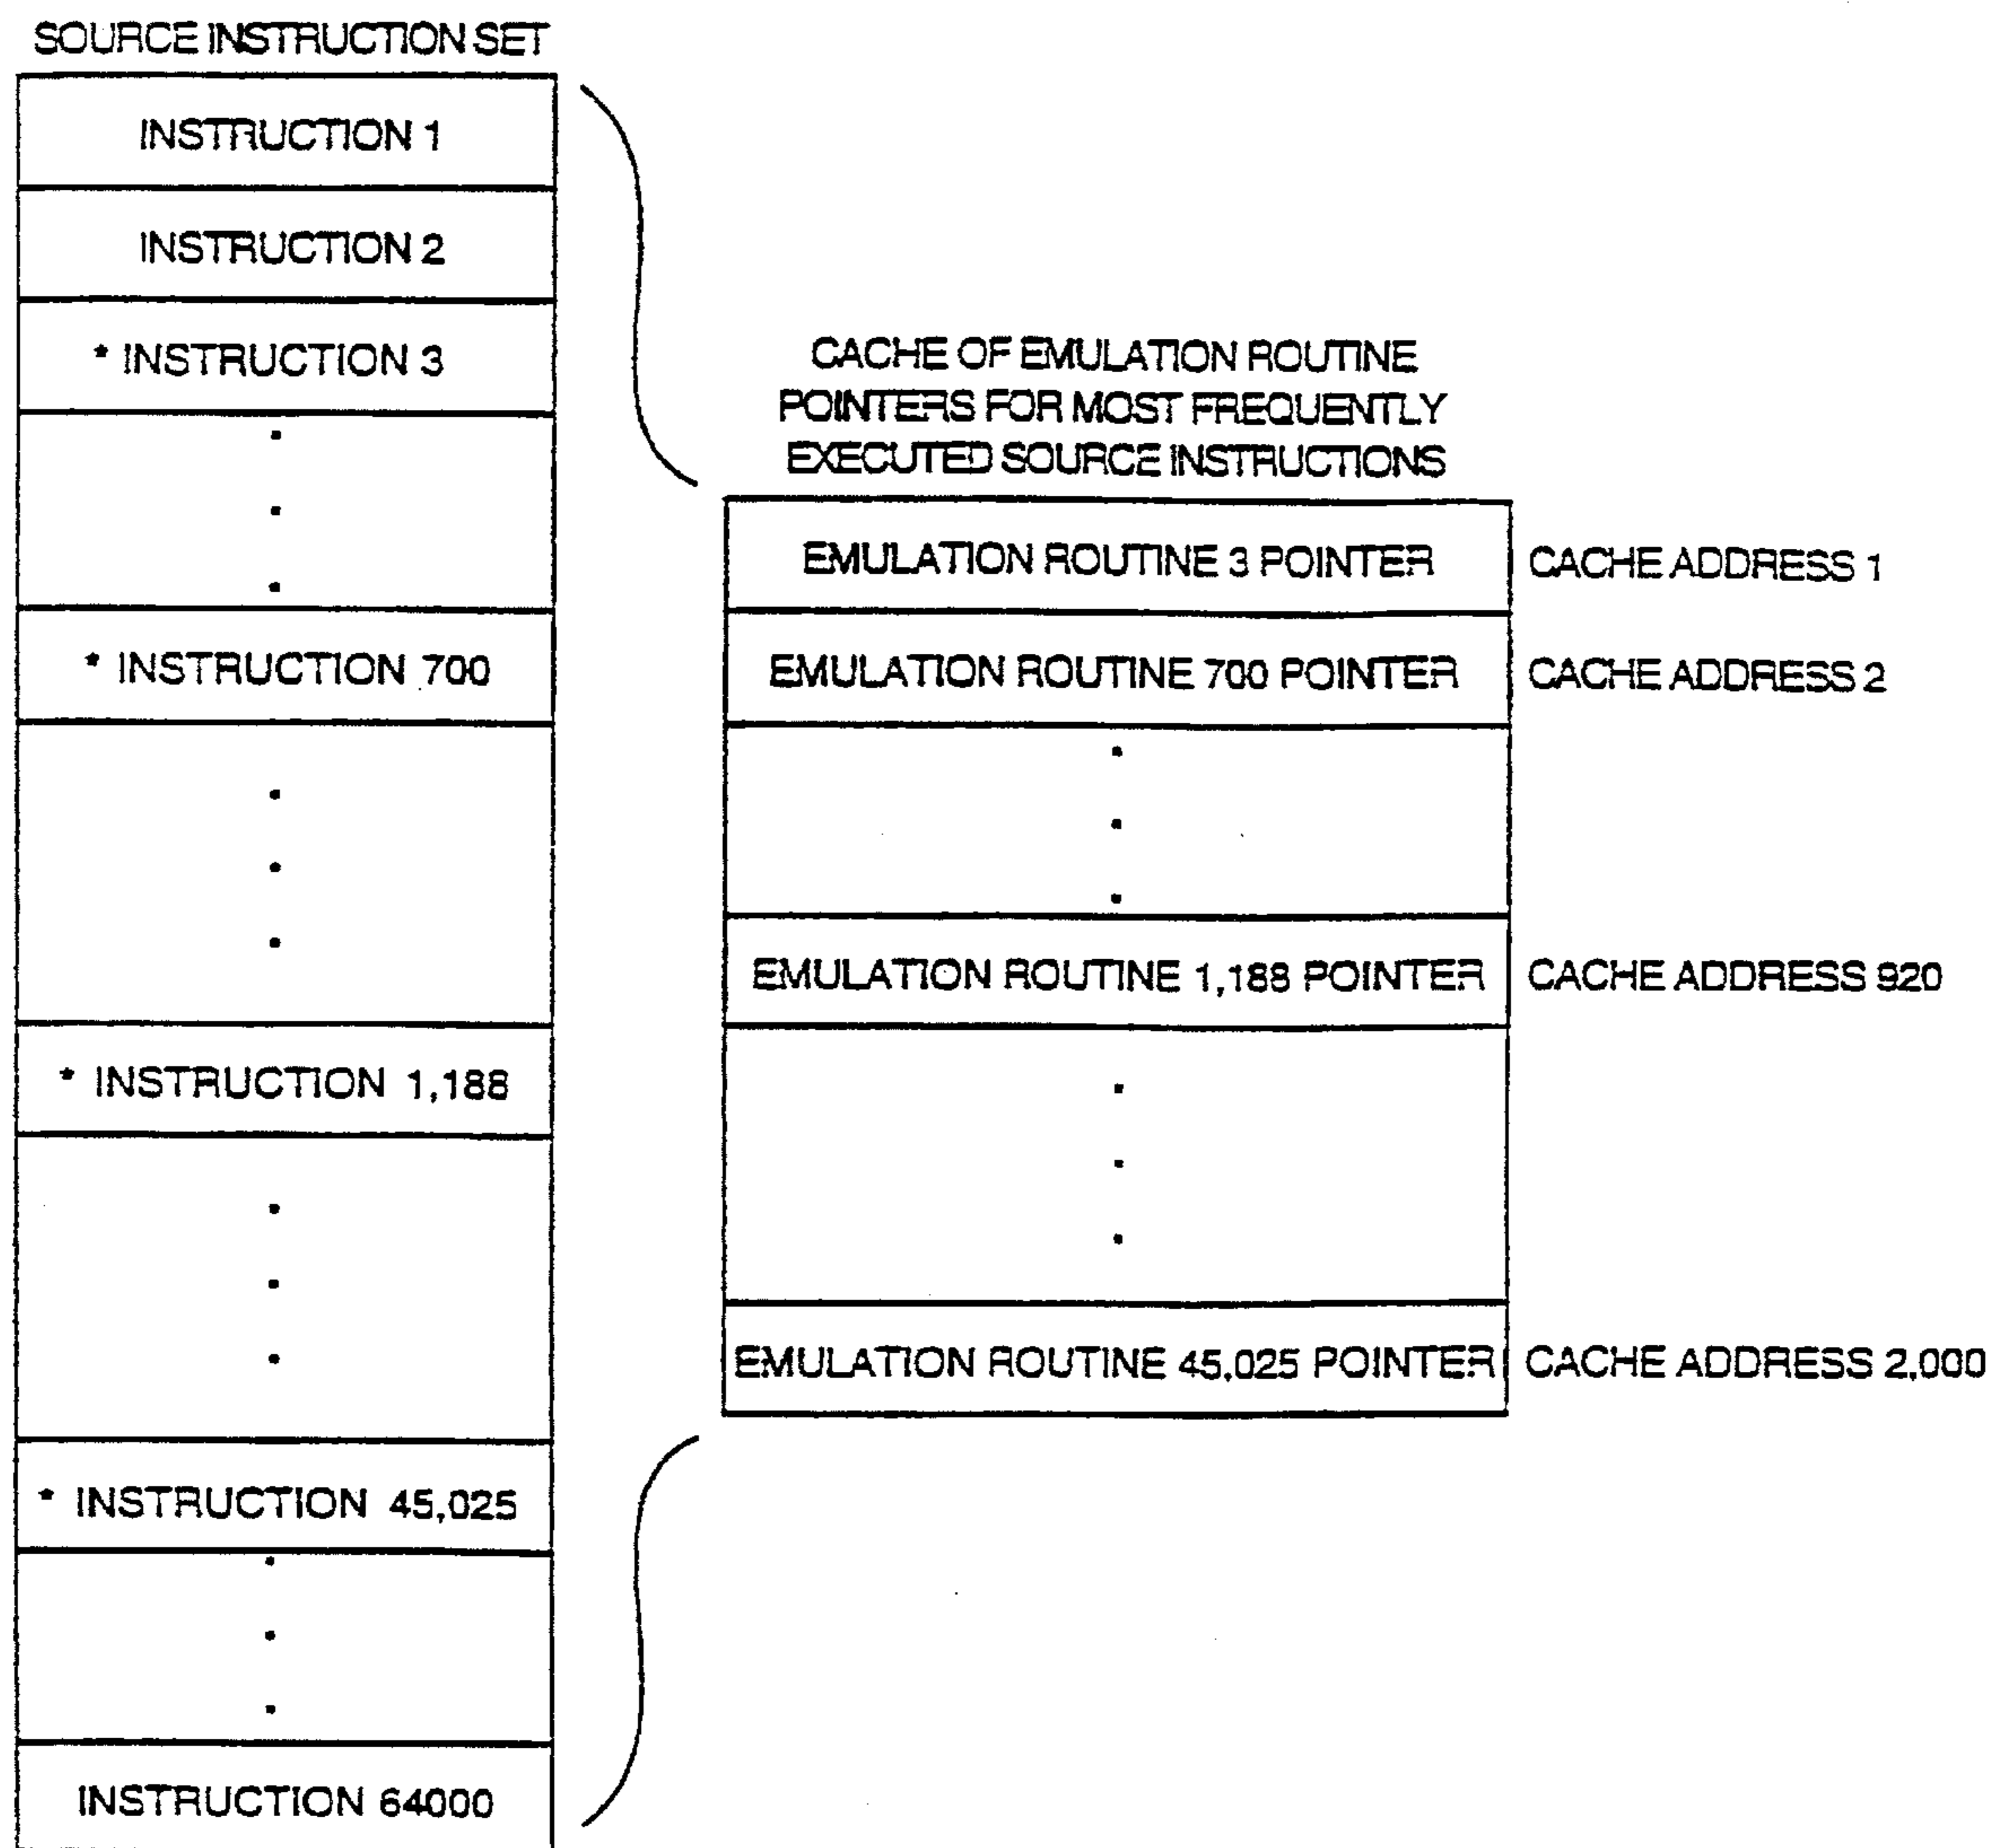 SOURCE INSTRUCTION SET
INSTRUCTION 1
INSTRUCTION 2
* INSTRUCTION 3
* INSTRUCTION 700
* INSTRUCTION 1,188
* INSTRUCTION 45,025
INSTRUCTION 64000
CACHE OF EMULATION ROUTINE
POINTERS FOR MOST FREQUENTLY
EXECUTED SOURCE INSTRUCTIONS
EMULATION ROUTINE 3 POINTER CACHE ADDRESS 1
EMULATION ROUTINE 700 POINTER CACHE ADDRESS 2
EMULATION ROUTINE 1,188 POINTER CACHE ADDRESS 920
EMULATION ROUTINE 45,025 POINTER CACHE ADDRESS 2,000